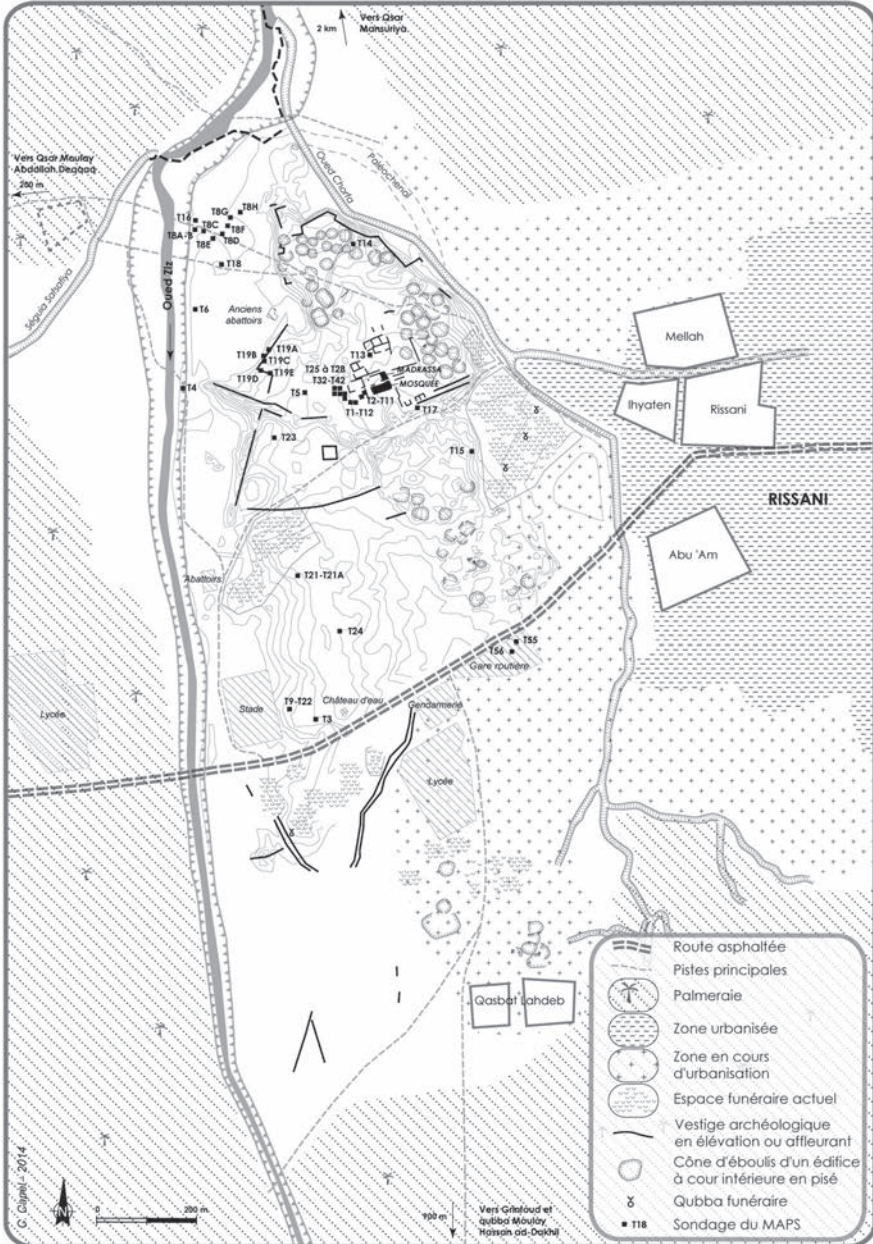 Vers Qsar
Mansuriya
2 km
Vers Qsar Moulay
Abdallah Deqqaq
200 m
Oued Chorfa
Paléochenal
Séguia Safsafiya
Oued Ziz
T16
T8G
T8H
T8C
T8F
T8A-B
T8D
T8E
T14
T18
T6
Anciens
abattoirs
Mellah
T19A
T19B
T19C
T19D
T19E
T13
T25 à T28
T32-T42
MADRASSA
MOSQUÉE
T4
T5
T2-T11
T1-T12
T17
Ihyaten
Rissani
T23
T15
RISSANI
Abu 'Am
Abattoirs
T21-T21A
T24
T55
T56
Gare routière
Lycée
Stade
T9-T22
Château d'eau
T3
Gendarmerie
Lycée
Qasbat Lahdeb
Route asphaltée
Pistes principales
Palmeraie
Zone urbanisée
Zone en cours
d'urbanisation
Espace funéraire actuel
Vestige archéologique
en élévation ou affleurant
Cône d'éboulis d'un édifice
à cour intérieure en pisé
Qubba funéraire
T18 Sondage du MAPS
C. Capel - 2014
N
0 200 m
900 m
Vers Grinfoud et
qubba Moulay
Hassan ad-Dakhil